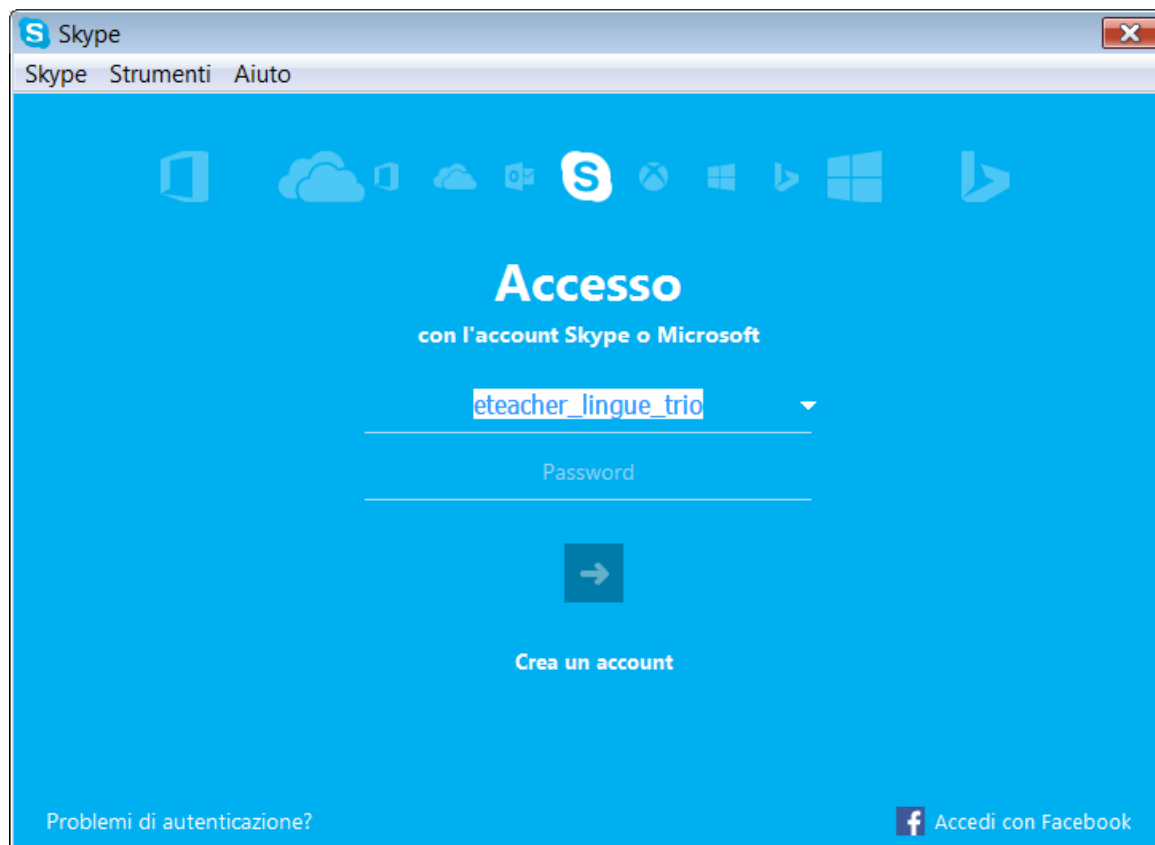 Skype
Skype Strumenti Aiuto
Accesso
con l'account Skype o Microsoft
eteacher_lingue_trio
Password
Crea un account
Problemi di autenticazione?
Accedi con Facebook